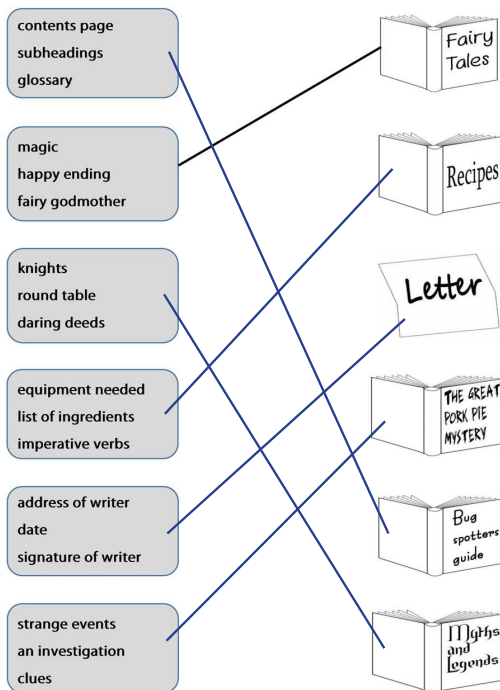 contents page
subheadings
glossary
magic
happy ending
fairy godmother
knights
round table
daring deeds
equipment needed
list of ingredients
imperative verbs
address of writer
date
signature of writer
strange events
an investigation
clues
Fairy
Tales
Recipes
Letter
THE GREAT
PORK PIE
MYSTERY
Bug
spotters
guide
Myths
and
Legends